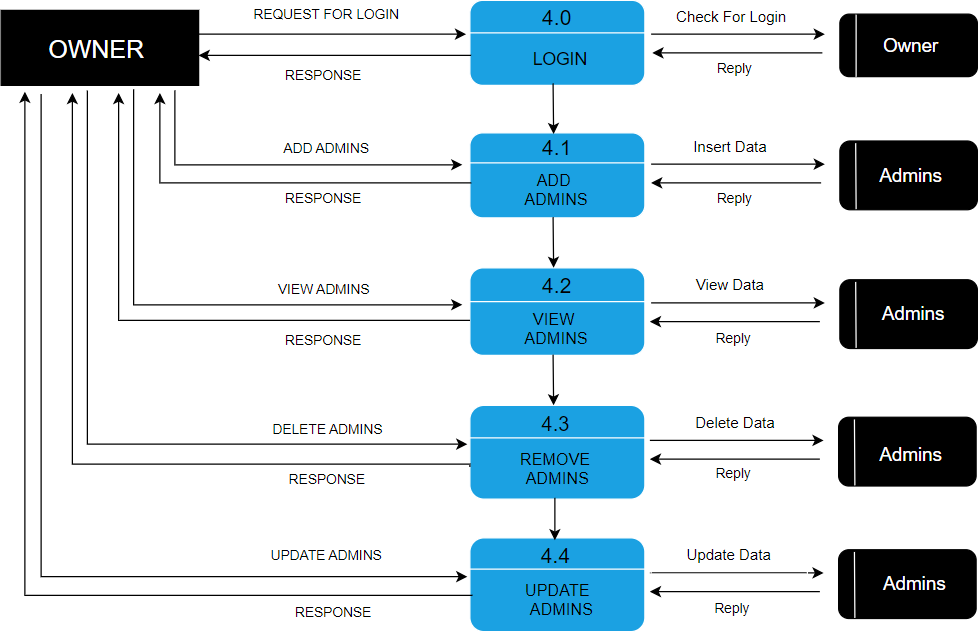 REQUEST FOR LOGIN
4.0
Check For Login
OWNER
LOGIN
Owner
RESPONSE
Reply
ADD ADMINS
4.1
Insert Data
ADD
ADMINS
Admins
RESPONSE
Reply
VIEW ADMINS
4.2
View Data
VIEW
ADMINS
Admins
RESPONSE
Reply
DELETE ADMINS
4.3
Delete Data
REMOVE
ADMINS
Admins
RESPONSE
Reply
UPDATE ADMINS
4.4
Update Data
UPDATE
ADMINS
Admins
RESPONSE
Reply